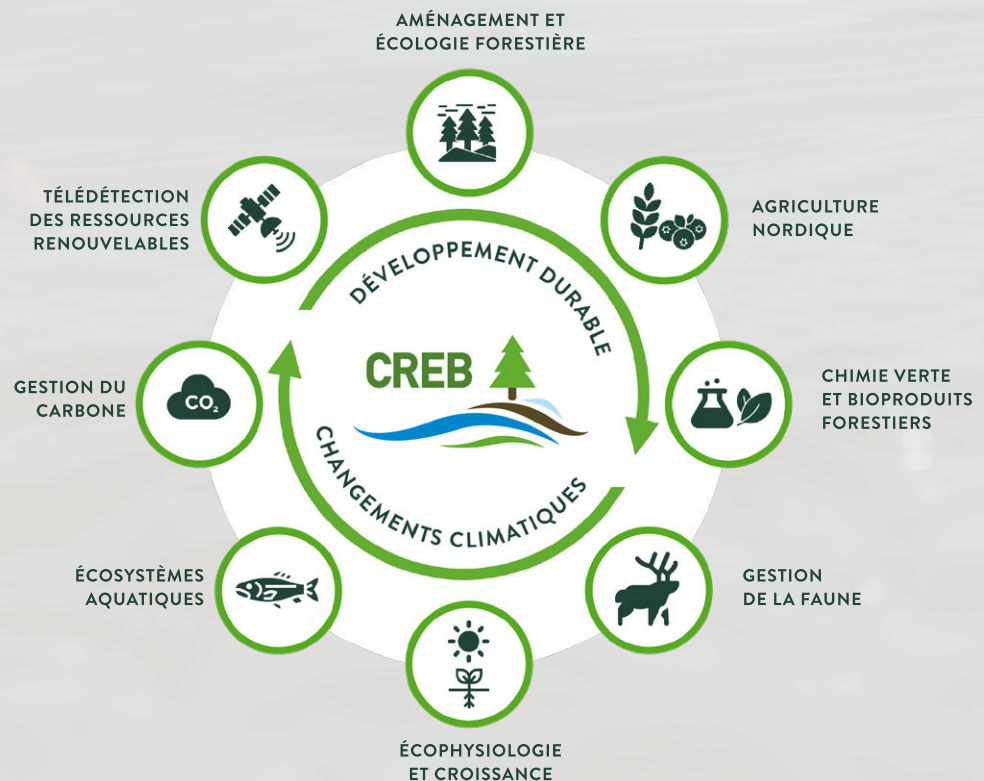 AMÉNAGEMENT ET
ÉCOLOGIE FORESTIÈRE
TÉLÉDÉTECTION
DES RESSOURCES
RENOUVELABLES
AGRICULTURE
NORDIQUE
DÉVELOPPEMENT DURABLE
CREB
GESTION DU
CARBONE
CO₂
CHIMIE VERTE
ET BIOPRODUITS
FORESTIERS
CHANGEMENTS CLIMATIQUES
ÉCOSYSTÈMES
AQUATIQUES
GESTION
DE LA FAUNE
ÉCOPHYSIOLOGIE
ET CROISSANCE